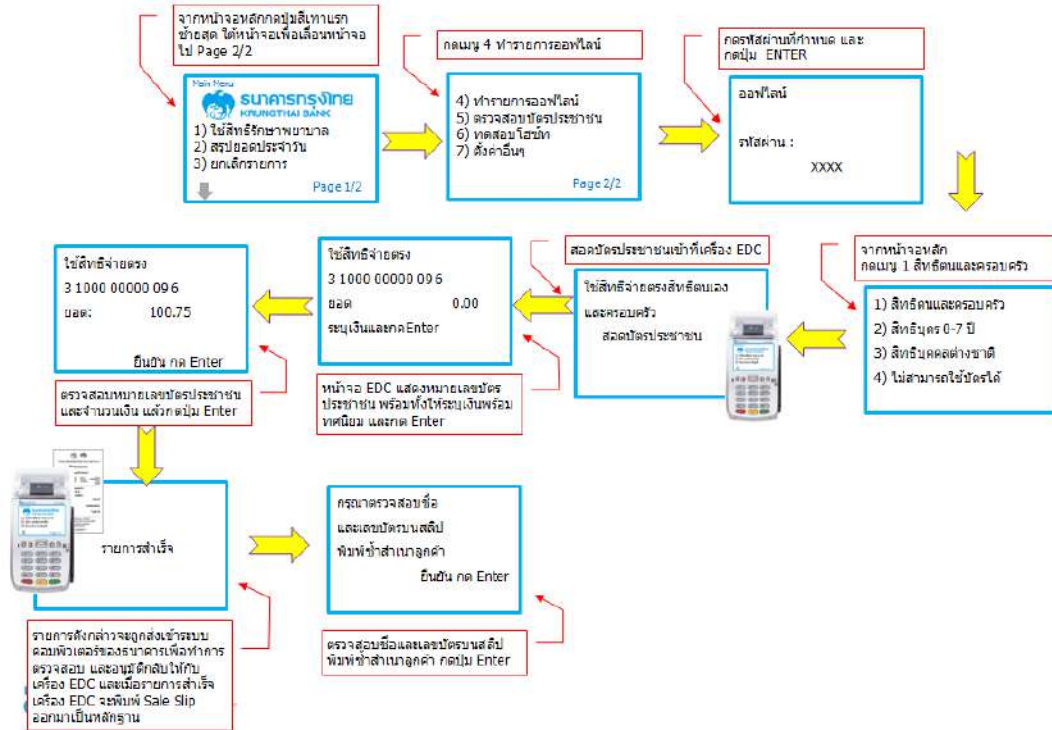 จากหน้าจอหลักกดปุ่มสีเทาแรก
ซ้ายสุด ใต้หน้าจอเพื่อเลื่อนหน้าจอ
ไป Page 2/2
Main Menu
ธนาคารกรุงไทย
KRUNGTHAI BANK
1) ใช้สิทธิรักษาพยาบาล
2) สรุปยอดประจำวัน
3) ยกเลิกรายการ
Page 1/2
กดเมนู 4 ทำรายการออฟไลน์
4) ทำรายการออฟไลน์
5) ตรวจสอบบัตรประชาชน
6) ทดสอบโฮซ์ท
7) ตั้งค่าอื่นๆ
Page 2/2
กดรหัสผ่านที่กำหนด และ
กดปุ่ม ENTER
ออฟไลน์
รหัสผ่าน :
XXXX
จากหน้าจอหลัก
กดเมนู 1 สิทธิตนและครอบครัว
1) สิทธิตนและครอบครัว
2) สิทธิบุตร 0-7 ปี
3) สิทธิบุคคลต่างชาติ
4) ไม่สามารถใช้บัตรได้
สอดบัตรประชาชนเข้าที่เครื่อง EDC
ใช้สิทธิจ่ายตรงสิทธิตนเอง
และครอบครัว
สอดบัตรประชาชน
ใช้สิทธิจ่ายตรง
3 1000 00000 09 6
ยอด 0.00
ระบุเงินและกดEnter
หน้าจอ EDC แสดงหมายเลขบัตร
ประชาชน พร้อมทั้งให้ระบุเงินพร้อม
ทศนิยม และกด Enter
ใช้สิทธิจ่ายตรง
3 1000 00000 09 6
ยอด: 100.75
ยืนยัน กด Enter
ตรวจสอบหมายเลขบัตรประชาชน
และจำนวนเงิน แล้วกดปุ่ม Enter
รายการสำเร็จ
รายการดังกล่าวจะถูกส่งเข้าระบบ
คอมพิวเตอร์ของธนาคารเพื่อทำการ
ตรวจสอบ และอนุมัติกลับให้กับ
เครื่อง EDC และเมื่อรายการสำเร็จ
เครื่อง EDC จะพิมพ์ Sale Slip
ออกมาเป็นหลักฐาน
กรุณาตรวจสอบชื่อ
และเลขบัตรบนสลิป
พิมพ์ซ้ำสำเนาลูกค้า
ยืนยัน กด Enter
ตรวจสอบชื่อและเลขบัตรบนสลิป
พิมพ์ซ้ำสำเนาลูกค้า กดปุ่ม Enter